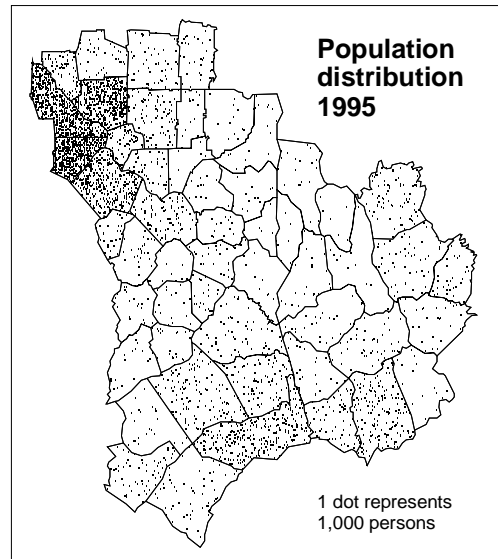 Population
distribution
1995
1 dot represents
1,000 persons